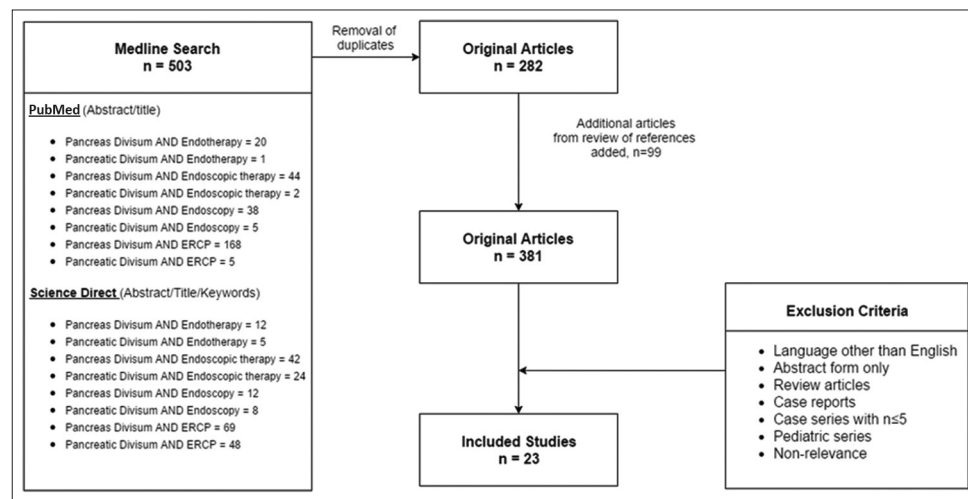 Medline Search
n = 503
PubMed (Abstract/title)
• Pancreas Divisum AND Endotherapy = 20
• Pancreatic Divisum AND Endotherapy = 1
• Pancreas Divisum AND Endoscopic therapy = 44
• Pancreatic Divisum AND Endoscopic therapy = 2
• Pancreas Divisum AND Endoscopy = 38
• Pancreatic Divisum AND Endoscopy = 5
• Pancreas Divisum AND ERCP = 168
• Pancreatic Divisum AND ERCP = 5
Science Direct (Abstract/Title/Keywords)
• Pancreas Divisum AND Endotherapy = 12
• Pancreatic Divisum AND Endotherapy = 5
• Pancreas Divisum AND Endoscopic therapy = 42
• Pancreatic Divisum AND Endoscopic therapy = 24
• Pancreas Divisum AND Endoscopy = 12
• Pancreatic Divisum AND Endoscopy = 8
• Pancreas Divisum AND ERCP = 69
• Pancreatic Divisum AND ERCP = 48
Removal of
duplicates
Original Articles
n = 282
Additional articles
from review of references
added, n=99
Original Articles
n = 381
Exclusion Criteria
• Language other than English
• Abstract form only
• Review articles
• Case reports
• Case series with n≤5
• Pediatric series
• Non-relevance
Included Studies
n = 23